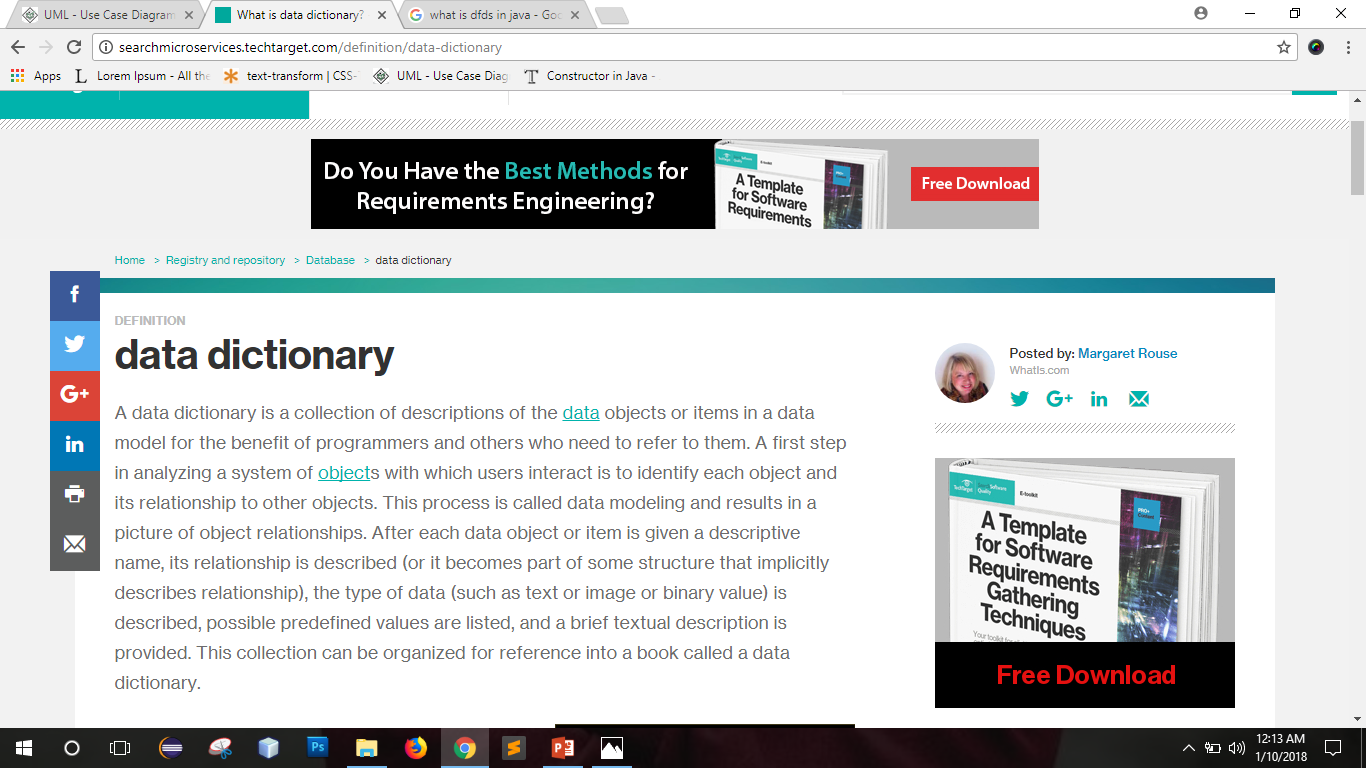 UML - Use Case Diagram
What is data dictionary?
what is dfds in java - Goo
searchmicroservices.techtarget.com/definition/data-dictionary
Apps
Lorem Ipsum - All the
text-transform | CSS-
UML - Use Case Diag
Constructor in Java -
Do You Have the Best Methods for
Requirements Engineering?
A Template
for Software
Requirements
Free Download
Home > Registry and repository > Database > data dictionary
DEFINITION
data dictionary
A data dictionary is a collection of descriptions of the data objects or items in a data
model for the benefit of programmers and others who need to refer to them. A first step
in analyzing a system of objects with which users interact is to identify each object and
its relationship to other objects. This process is called data modeling and results in a
picture of object relationships. After each data object or item is given a descriptive
name, its relationship is described (or it becomes part of some structure that implicitly
describes relationship), the type of data (such as text or image or binary value) is
described, possible predefined values are listed, and a brief textual description is
provided. This collection can be organized for reference into a book called a data
dictionary.
Posted by: Margaret Rouse
WhatIs.com
TechTarget
Software
Quality
E-toolkit
PRO+
Content
A Template
for Software
Requirements
Gathering
Techniques
Free Download
12:13 AM
1/10/2018